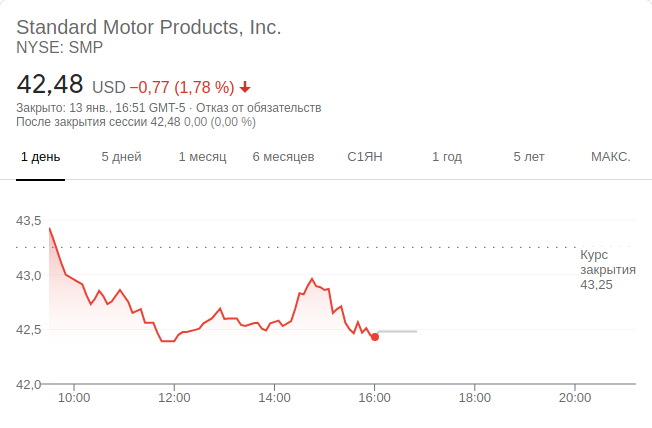 Standard Motor Products, Inc.
NYSE: SMP
42,48 USD −0,77 (1,78 %)
Закрыто: 13 янв., 16:51 GMT-5 · Отказ от обязательств
После закрытия сессии 42,48 0,00 (0,00 %)
1 день 5 дней 1 месяц 6 месяцев С1ЯН 1 год 5 лет МАКС.
43,5
Курс
закрытия
43,25
43,0
42,5
42,0
10:00 12:00 14:00 16:00 18:00 20:00